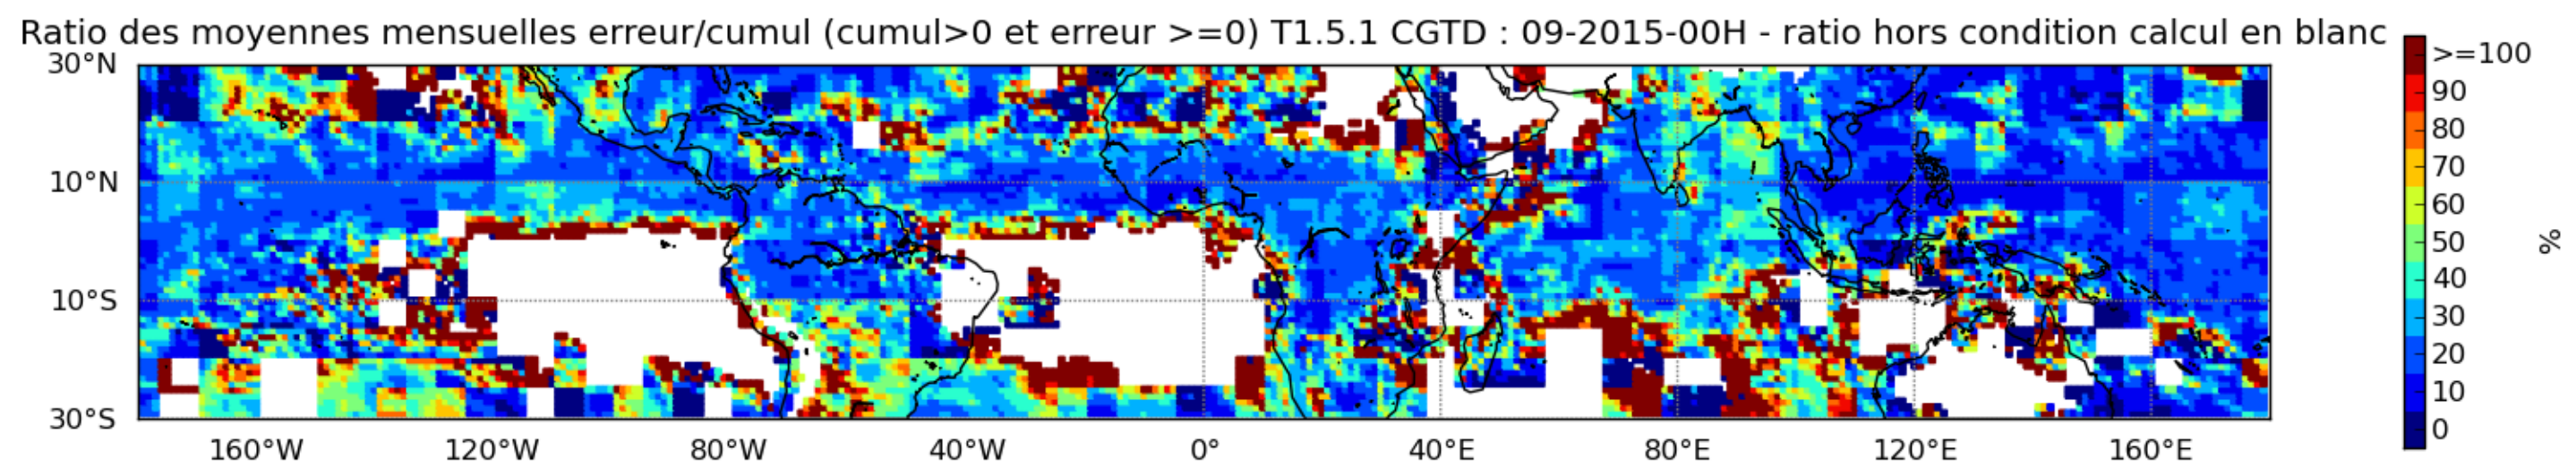 Ratio des moyennes mensuelles erreur/cumul (cumul>0 et erreur >=0) T1.5.1 CGTD : 09-2015-00H - ratio hors condition calcul en blanc
30°N
10°N
10°S
30°S
160°W 120°W 80°W 40°W 0° 40°E 80°E 120°E 160°E
>=100
90
80
70
60
50
40
30
20
10
0
%